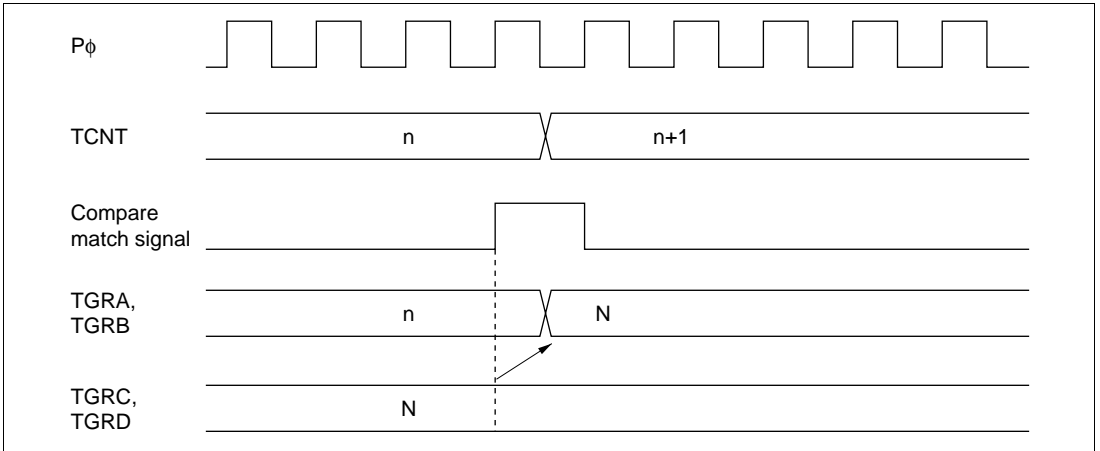 Pϕ
TCNT
n
n+1
Compare
match signal
TGRA,
TGRB
n
N
TGRC,
TGRD
N